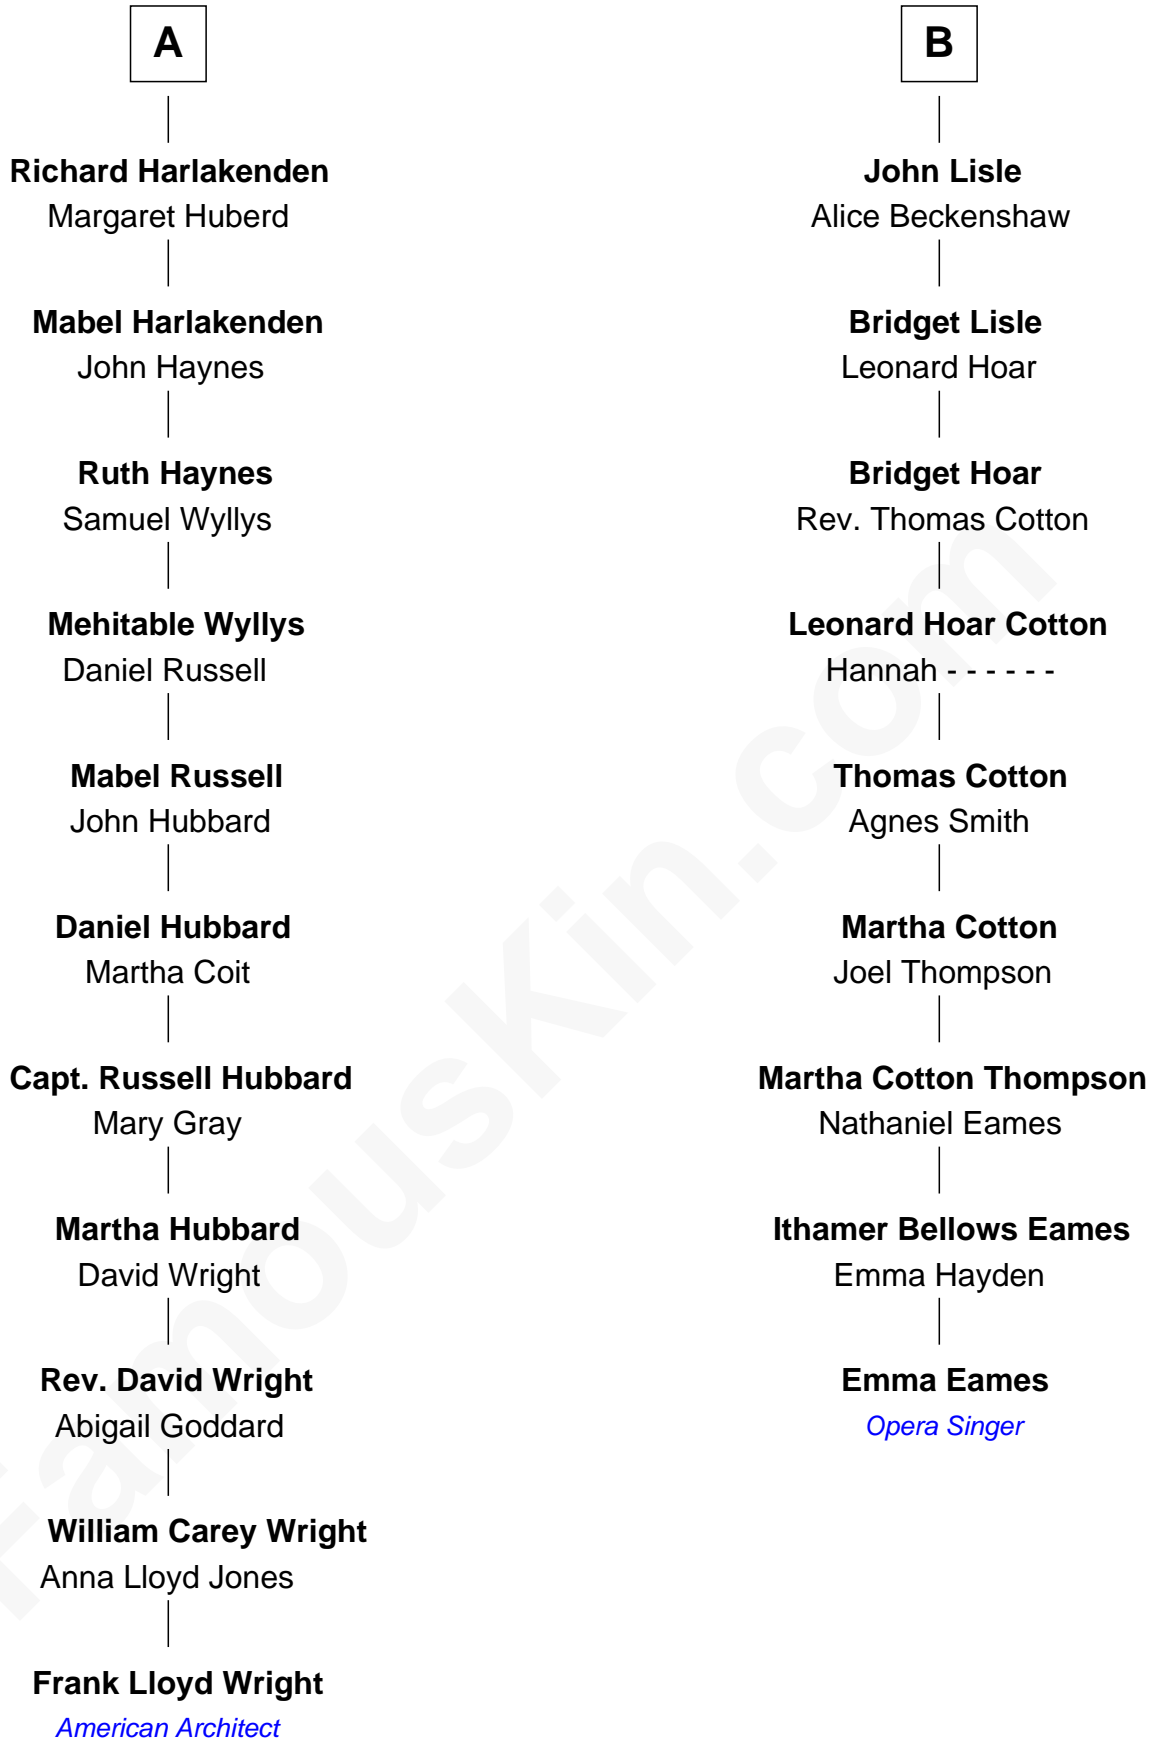 A
Richard Harlakenden
Margaret Huberd
Mabel Harlakenden
John Haynes
Ruth Haynes
Samuel Wyllys
Mehitable Wyllys
Daniel Russell
Mabel Russell
John Hubbard
Daniel Hubbard
Martha Coit
Capt. Russell Hubbard
Mary Gray
Martha Hubbard
David Wright
Rev. David Wright
Abigail Goddard
William Carey Wright
Anna Lloyd Jones
Frank Lloyd Wright
American Architect
B
John Lisle
Alice Beckenshaw
Bridget Lisle
Leonard Hoar
Bridget Hoar
Rev. Thomas Cotton
Leonard Hoar Cotton
Hannah - - - - - -
Thomas Cotton
Agnes Smith
Martha Cotton
Joel Thompson
Martha Cotton Thompson
Nathaniel Eames
Ithamer Bellows Eames
Emma Hayden
Emma Eames
Opera Singer
FamousKin.com